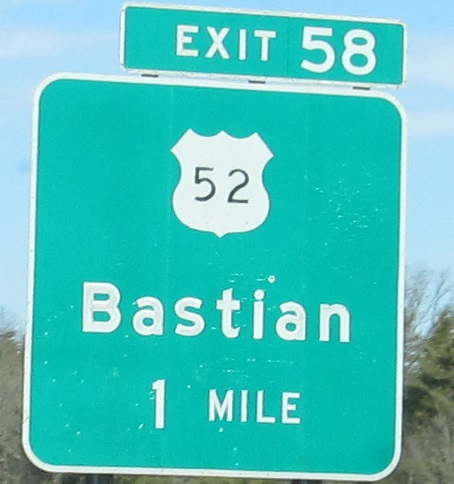 EXIT 58
52
Bastian
1 MILE